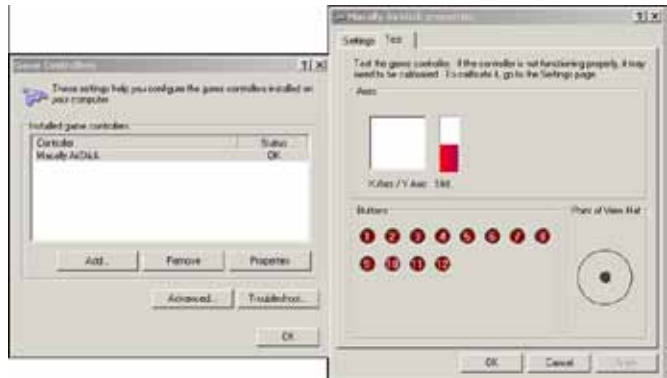 Game Controllers
These settings help you configure the game controllers installed on
your computer.
Installed game controllers
Controller Status
Macally AirStick OK
Add...
Remove
Properties
Advanced...
Troubleshoot...
OK
Macally AirStick properties
Settings Test
Test the game controller. If the controller is not functioning properly, it may
need to be calibrated. To calibrate it, go to the Settings page.
Axes
X Axis / Y Axis
Buttons
1 2 3 4 5 6 7 8
9 10 11 12
Point of View Hat
OK
Cancel
Apply